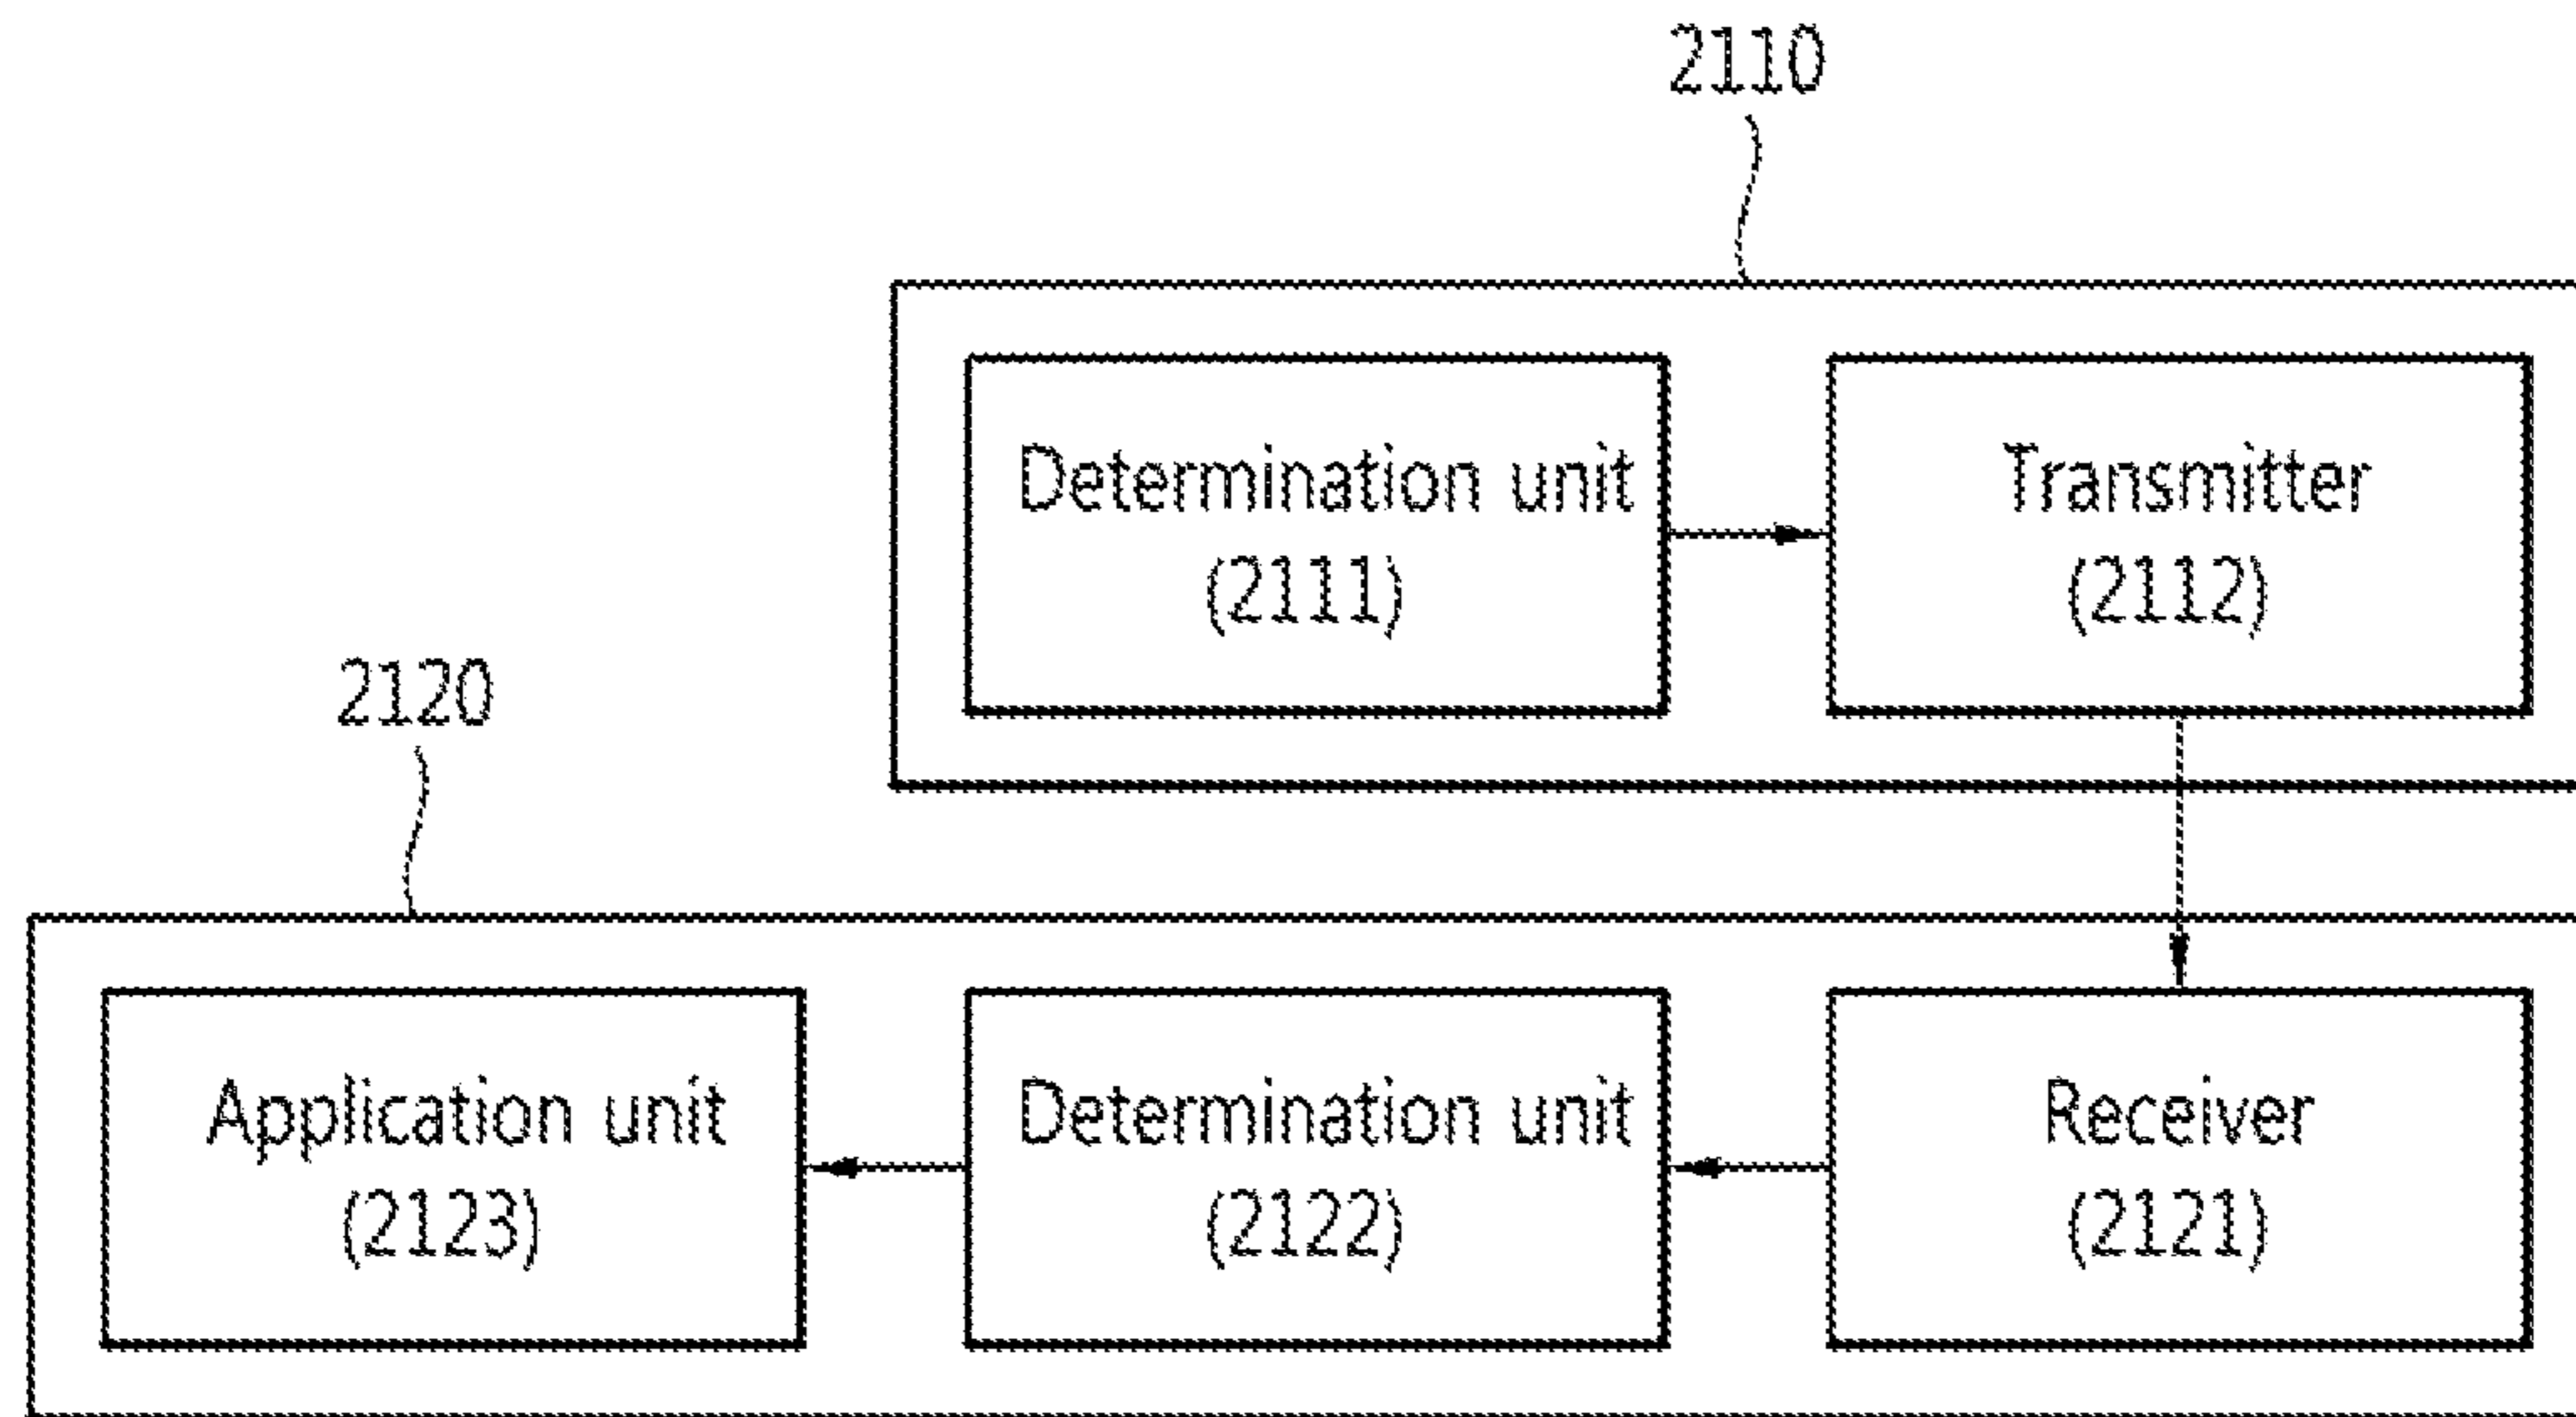 2110
Determination unit
(2111)
Transmitter
(2112)
2120
Application unit
(2123)
Determination unit
(2122)
Receiver
(2121)